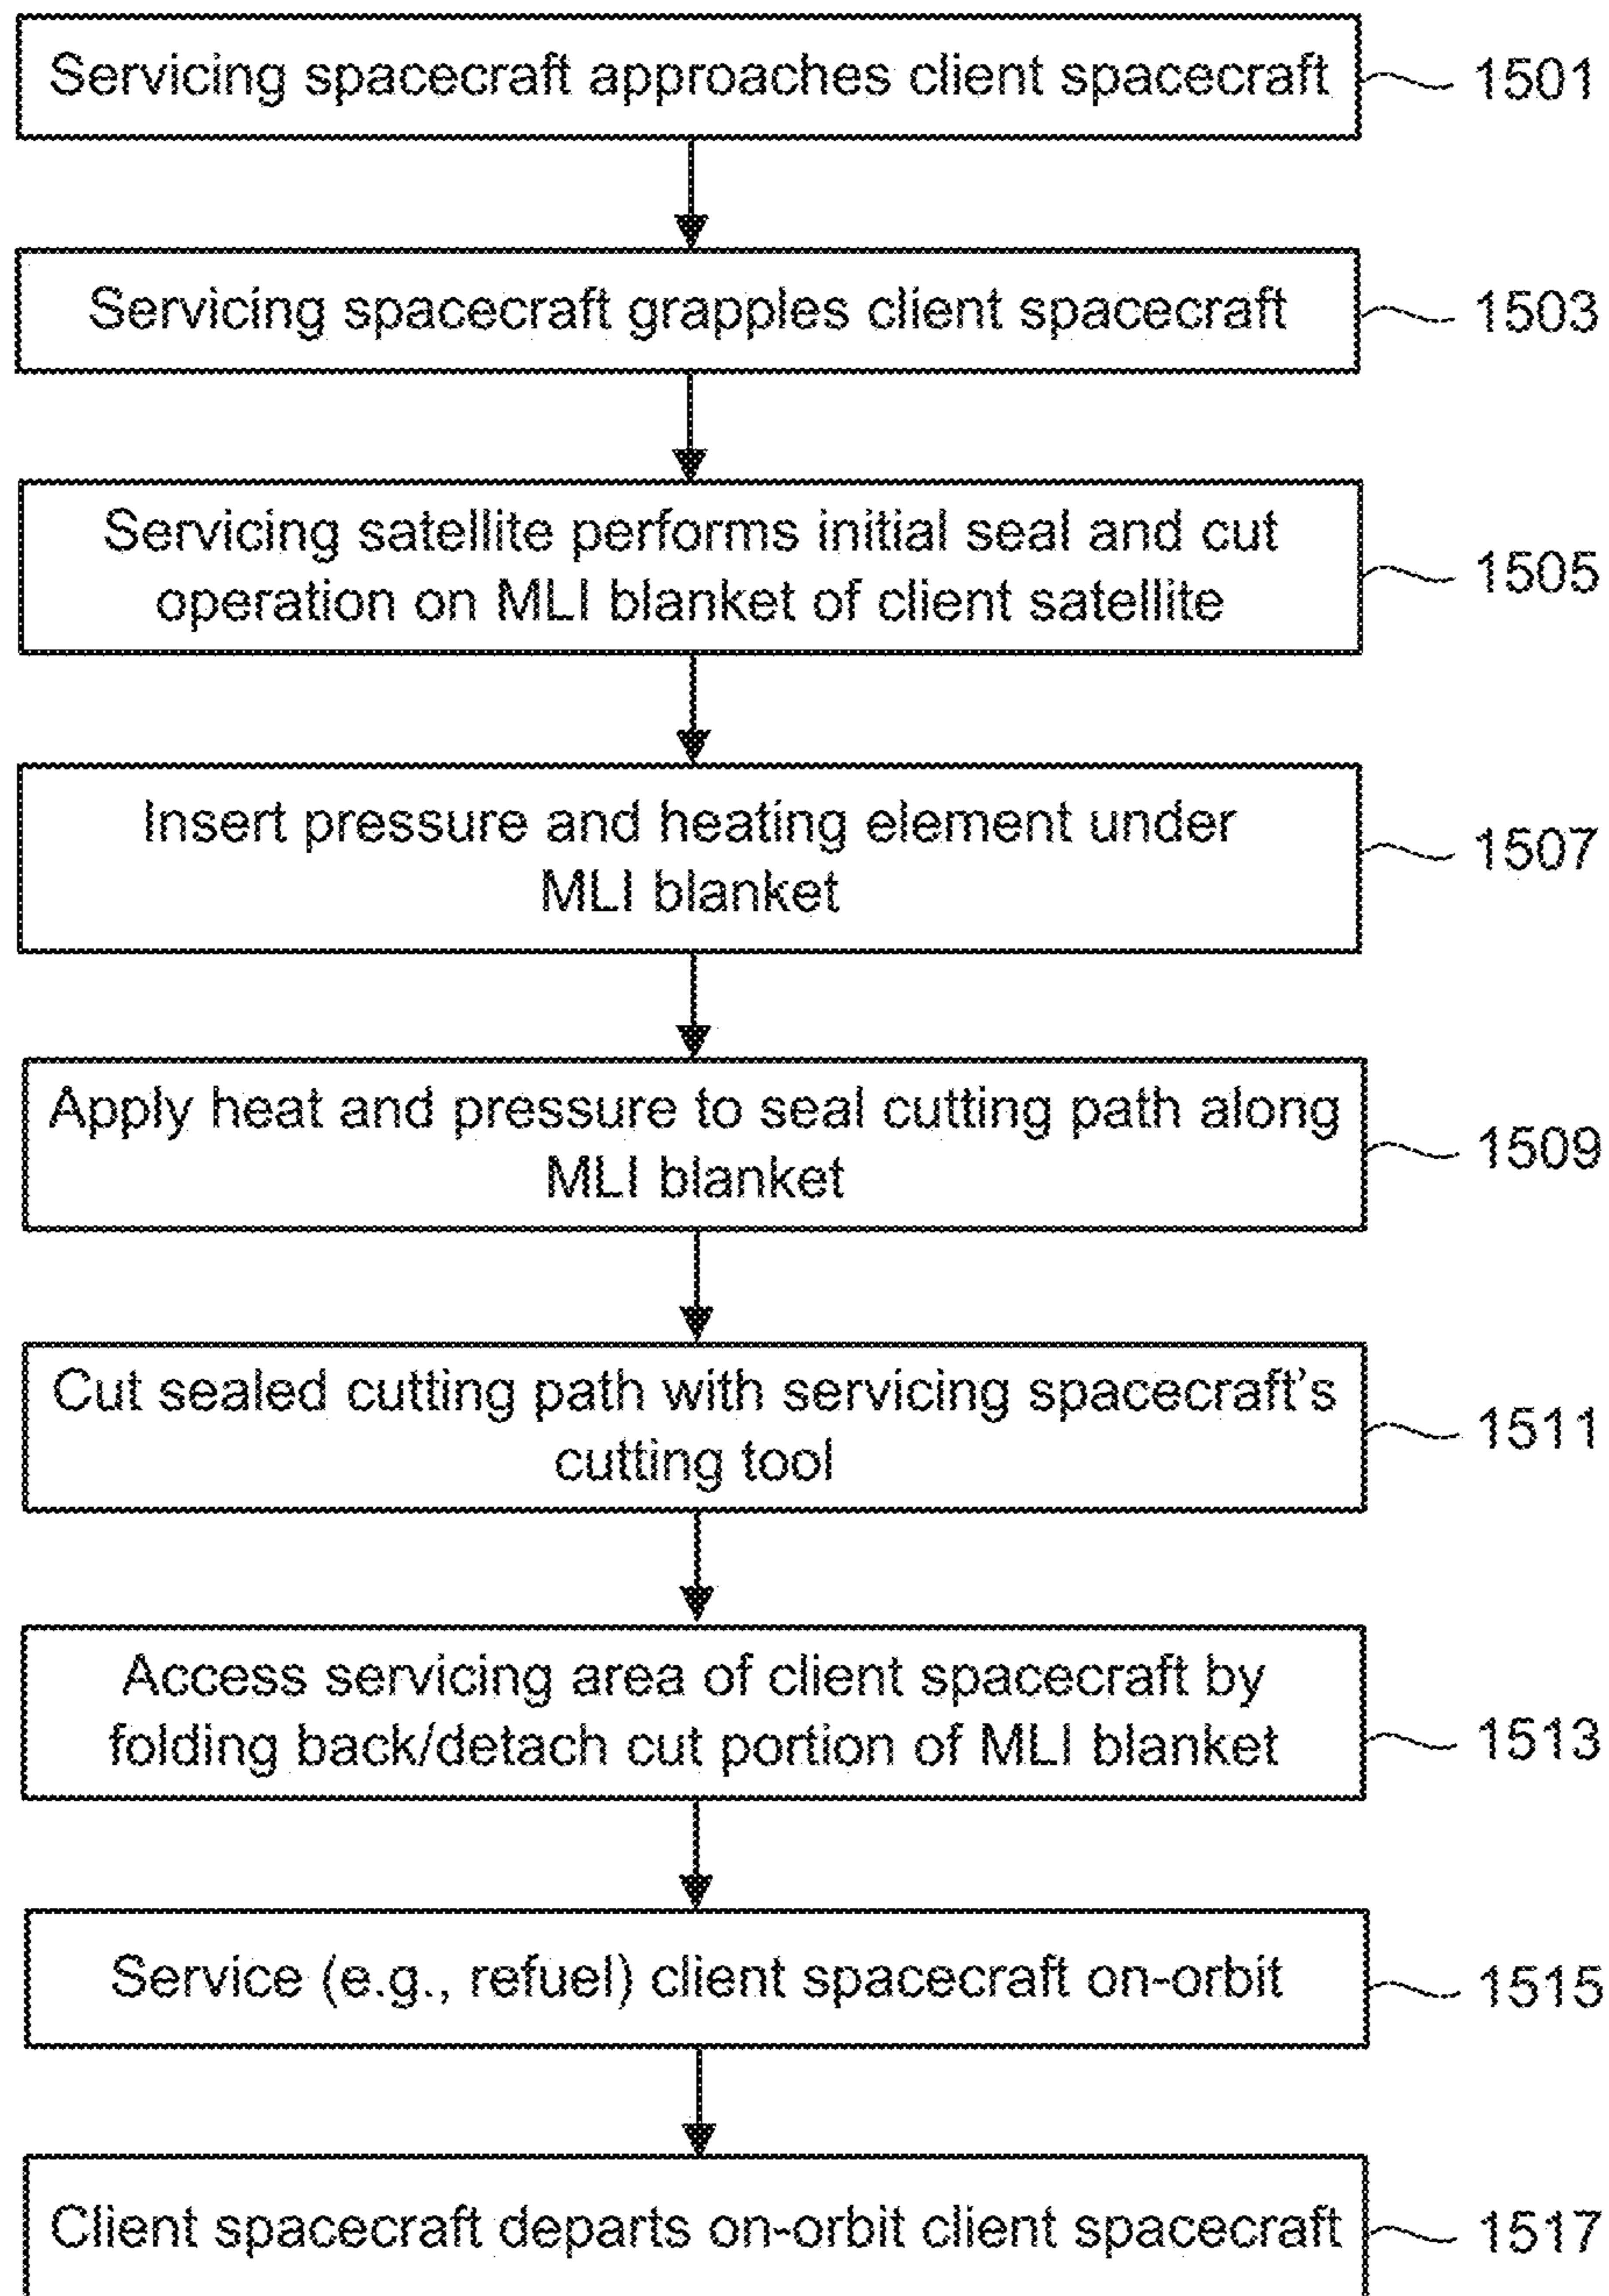 Servicing spacecraft approaches client spacecraft
1501
Servicing spacecraft grapples client spacecraft
1503
Servicing satellite performs initial seal and cut
operation on MLI blanket of client satellite
1505
Insert pressure and heating element under
MLI blanket
1507
Apply heat and pressure to seal cutting path along
MLI blanket
1509
Cut sealed cutting path with servicing spacecraft's
cutting tool
1511
Access servicing area of client spacecraft by
folding back/detach cut portion of MLI blanket
1513
Service (e.g., refuel) client spacecraft on-orbit
1515
Client spacecraft departs on-orbit client spacecraft
1517